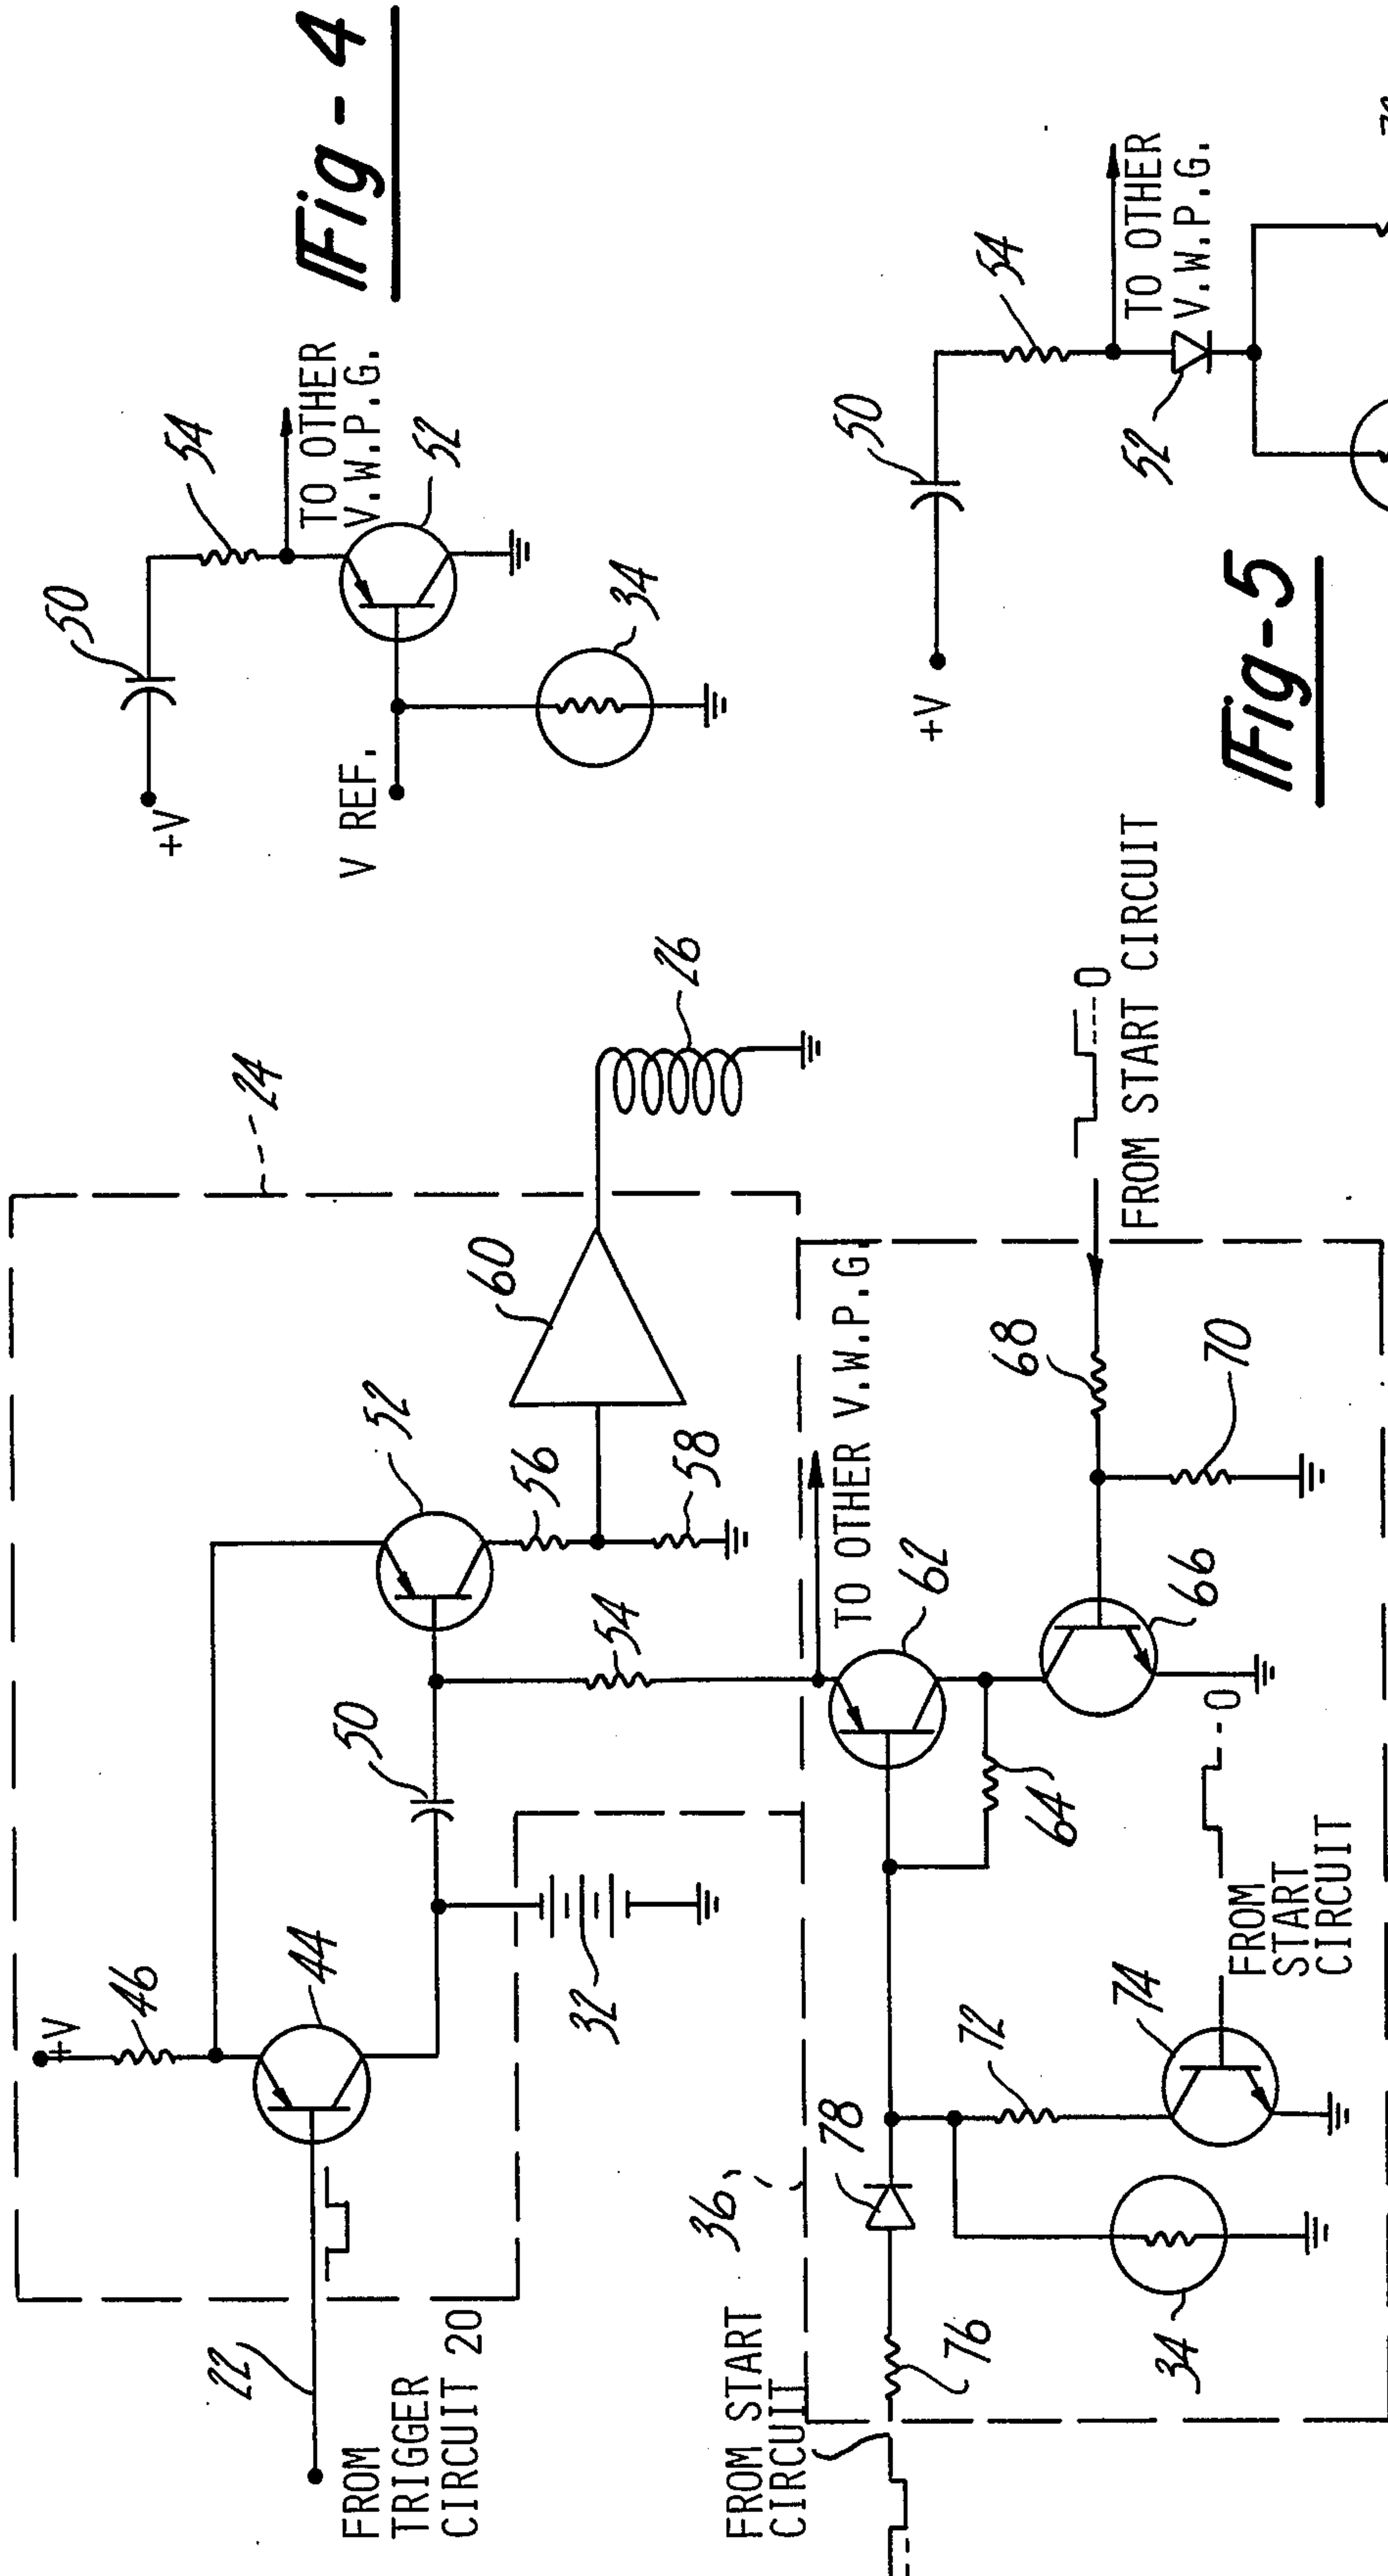 Fig-4
+V
50
54
TO OTHER
V.W.P.G.
52
V REF.
34
Fig-5
+V
50
54
TO OTHER
V.W.P.G.
52
24
+V
46
44
22
FROM
TRIGGER
CIRCUIT 20
32
50
52
54
56
58
60
26
36
FROM START
CIRCUIT
76
78
34
72
74
FROM
START
CIRCUIT
0
64
62
66
TO OTHER V.W.P.G.
68
70
0
FROM START CIRCUIT